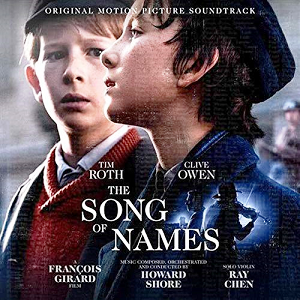 ORIGINAL MOTION PICTURE SOUNDTRACK
TIM ROTH
CLIVE OWEN
THE
SONG
OF
NAMES
A
FRANÇOIS
GIRARD
FILM
MUSIC COMPOSED, ORCHESTRATED
AND CONDUCTED BY
HOWARD
SHORE
SOLO VIOLIN
RAY
CHEN